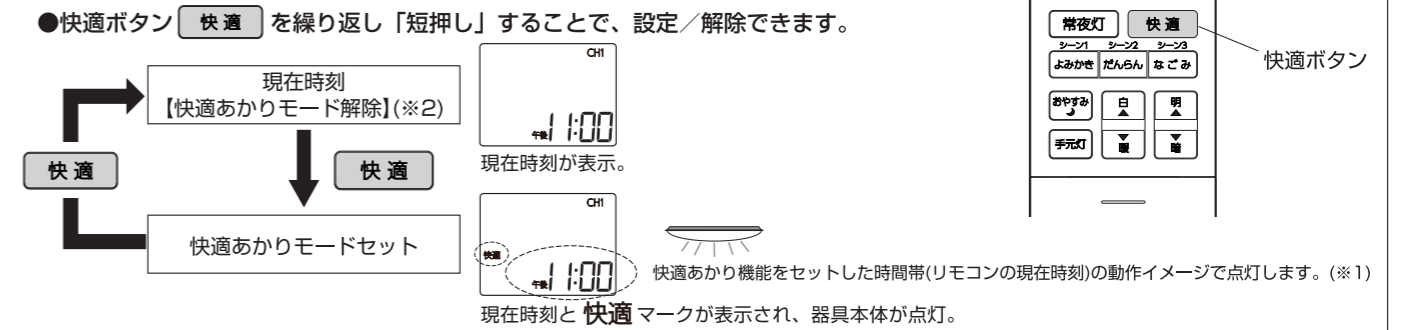 ●快適ボタン 快適 を繰り返し「短押し」することで、設定／解除できます。
現在時刻
【快適あかりモード解除】(※2)
快適
快適
快適あかりモードセット
CH1
午後 11:00
現在時刻が表示。
CH1
快適
午後 11:00
快適あかり機能をセットした時間帯(リモコンの現在時刻)の動作イメージで点灯します。(※1)
現在時刻と 快適 マークが表示され、器具本体が点灯。
常夜灯 快適
シーン1 シーン2 シーン3
よみかき だんらん なごみ
おやすみ 白 明
手元灯 暖 暗
快適ボタン